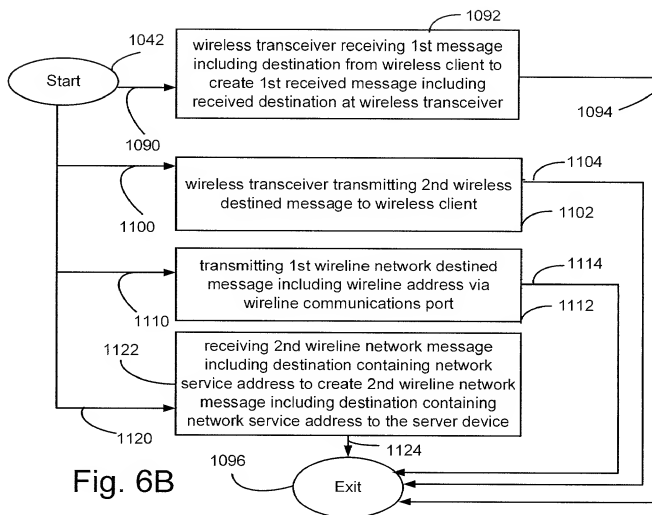 1092
1042
Start
wireless transceiver receiving 1st message
including destination from wireless client to
create 1st received message including
received destination at wireless transceiver
1090
1094
1104
wireless transceiver transmitting 2nd wireless
destined message to wireless client
1100
1102
transmitting 1st wireline network destined
message including wireline address via
wireline communications port
1114
1110
1112
1122
receiving 2nd wireline network message
including destination containing network
service address to create 2nd wireline network
message including destination containing
network service address to the server device
1120
1124
Fig. 6B
1096
Exit